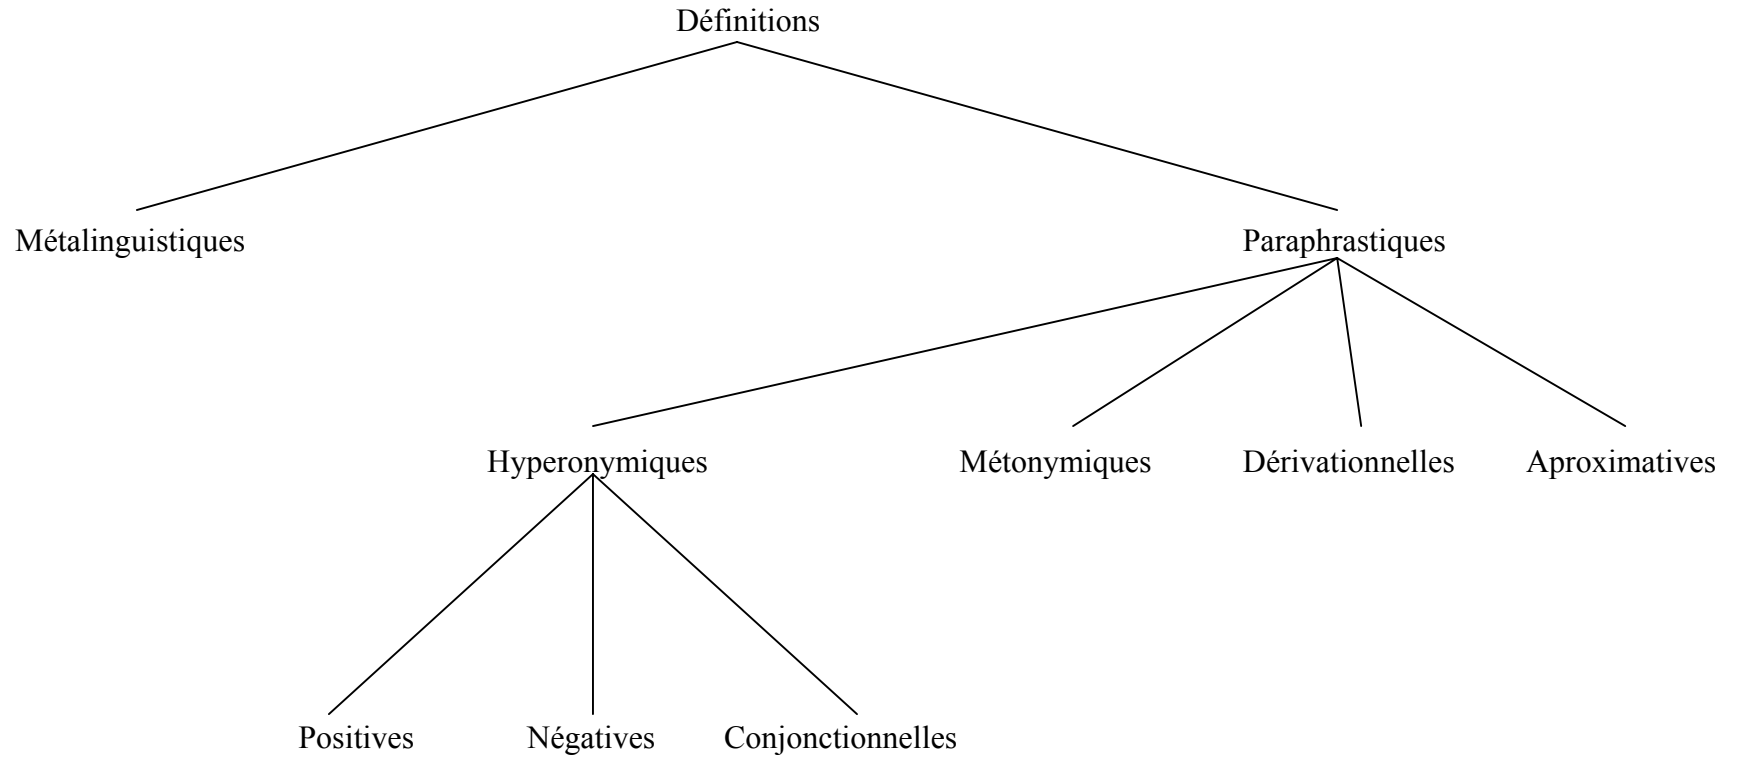 Définitions
Métalinguistiques Paraphrastiques
Hyperonymiques Métonymiques Dérivationnelles Aproximatives
Positives Négatives Conjonctionnelles